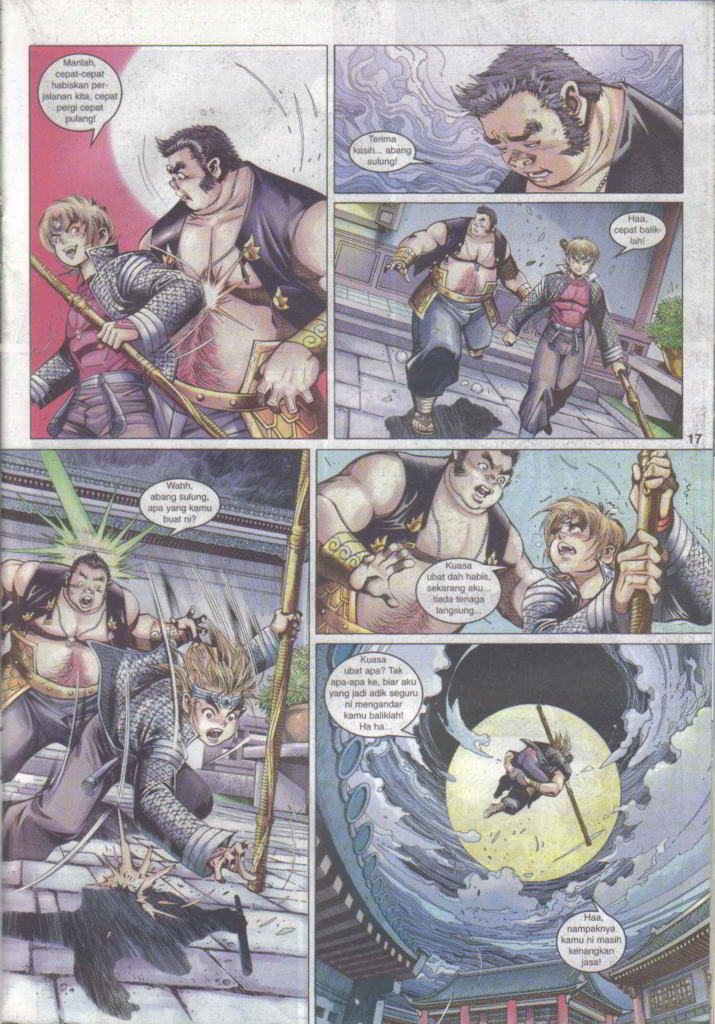 Marilah,
cepat-cepat
habiskan per-
jalanan kita, cepat
pergi cepat
pulang!
Terima
kasih... abang
sulung!
Haa,
cepat balik-
lah!
17
Wahh,
abang sulung,
apa yang kamu
buat ni?
Kuasa
ubat dah habis,
sekarang aku...
tiada tenaga
langsung...
Kuasa
ubat apa? Tak
apa-apa ke, biar aku
yang jadi adik seguru
ni mengandar
kamu baliklah!
Ha ha...
Haa,
nampaknya
kamu ni masih
kenangkan
jasa!